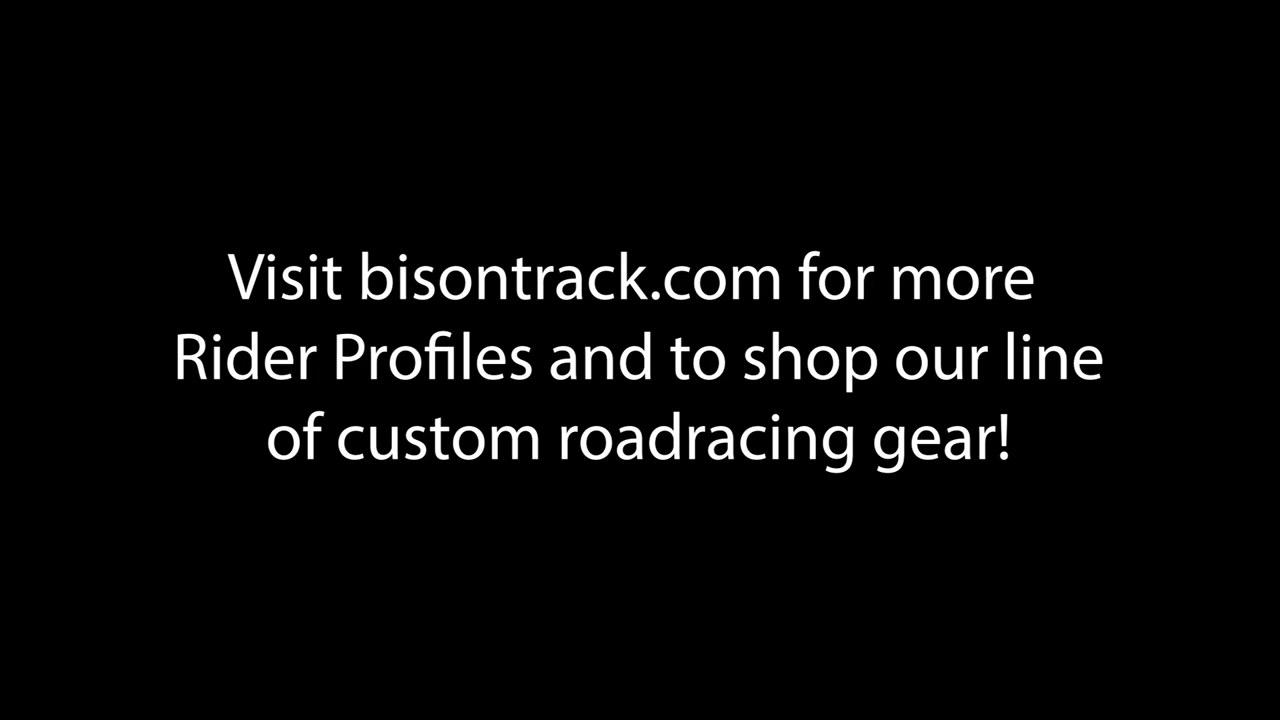 Visit bisontrack.com for more
Rider Profiles and to shop our line
of custom roadracing gear!